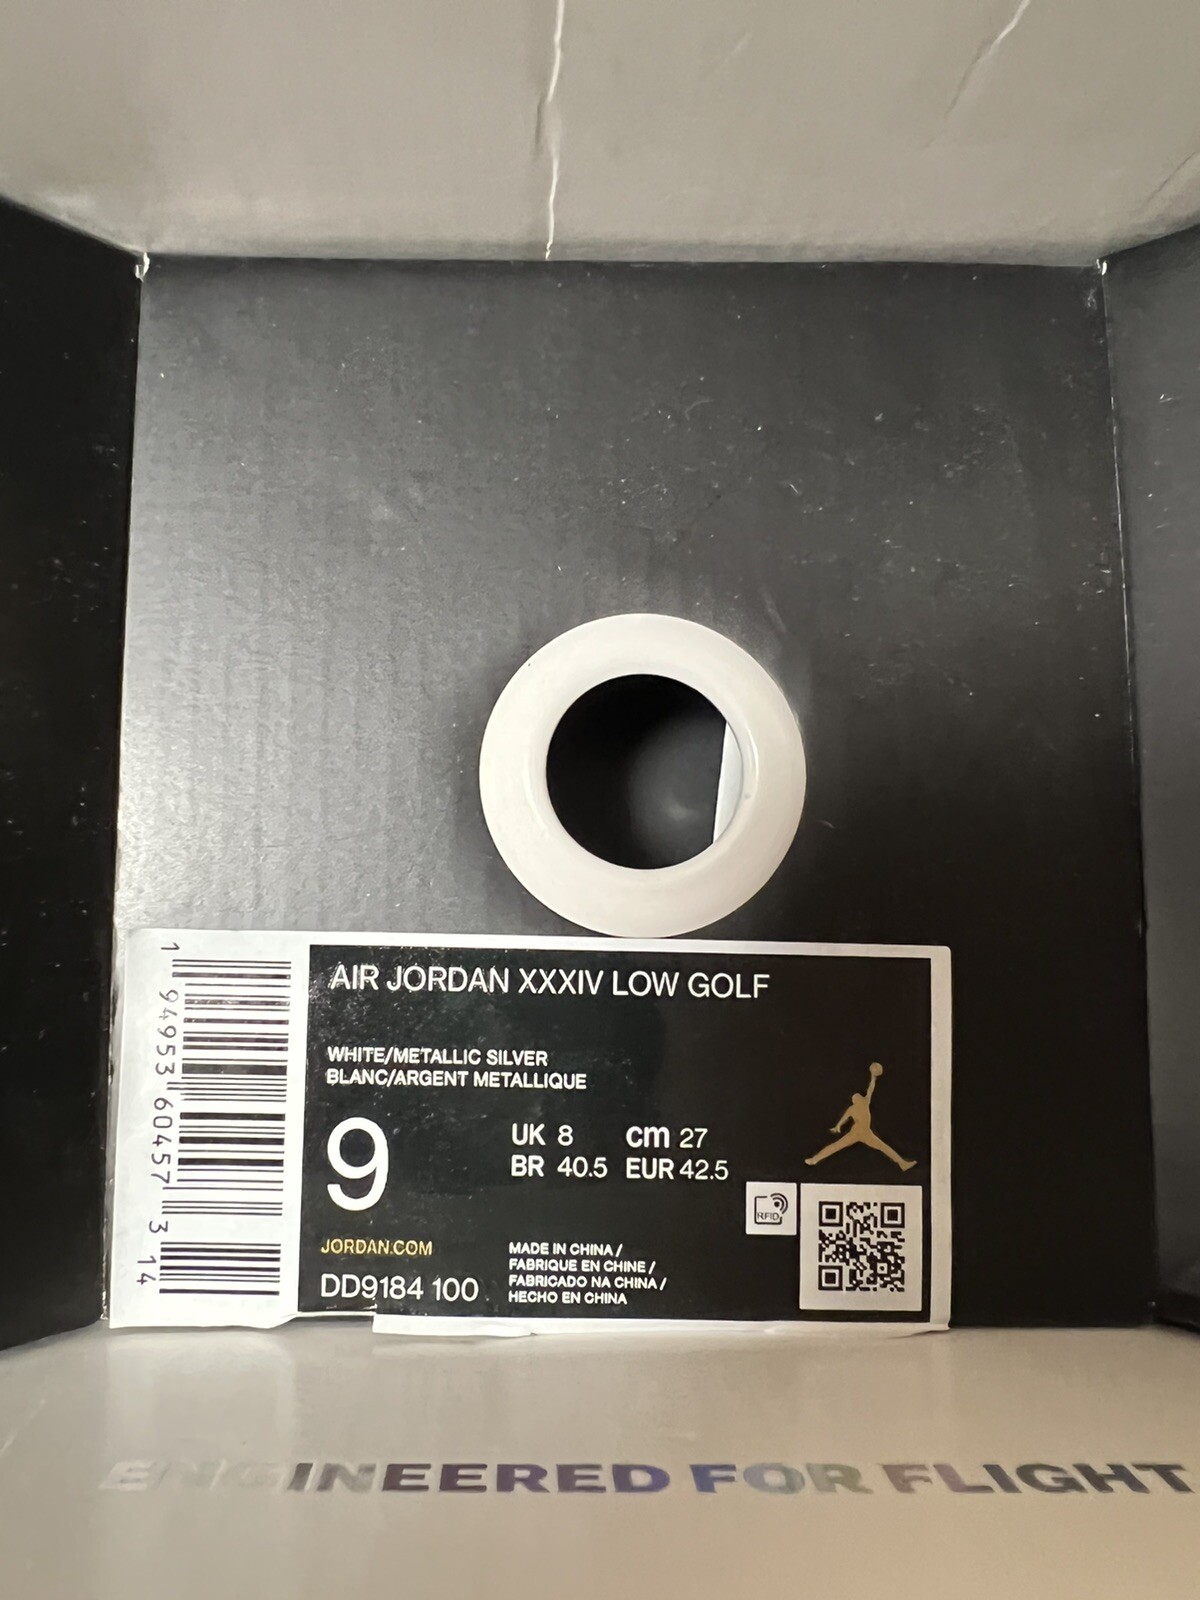 AIR JORDAN XXXIV LOW GOLF
WHITE/METALLIC SILVER
BLANC/ARGENT METALLIQUE
9
UK 8 cm 27
BR 40.5 EUR 42.5
RFID
JORDAN.COM
DD9184 100
MADE IN CHINA /
FABRIQUE EN CHINE /
FABRICADO NA CHINA /
HECHO EN CHINA
1 94953 60457 3 14
ENGINEERED FOR FLIGHT